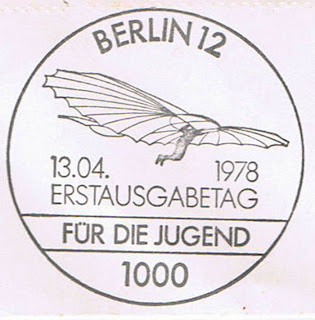 BERLIN 12
13.04. 1978
ERSTAUSGABETAG
FÜR DIE JUGEND
1000